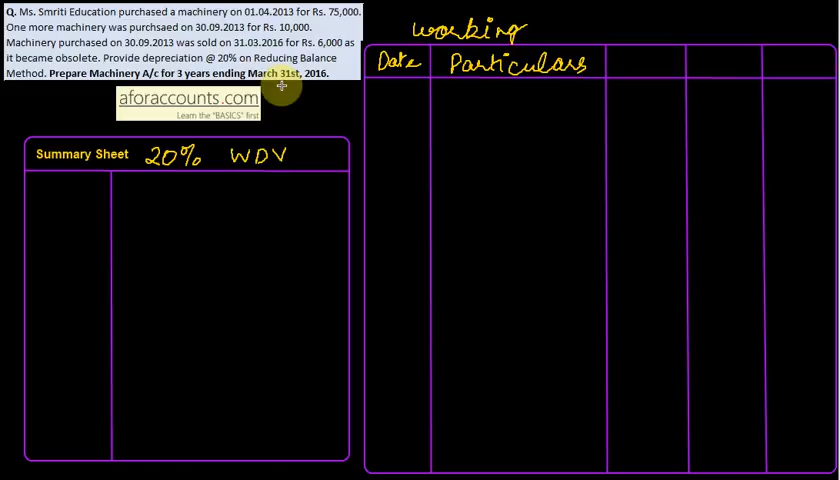 Q. Ms. Smriti Education purchased a machinery on 01.04.2013 for Rs. 75,000.
One more machinery was purchsaed on 30.09.2013 for Rs. 10,000.
Machinery purchased on 30.09.2013 was sold on 31.03.2016 for Rs. 6,000 as
it became obsolete. Provide depreciation @ 20% on Reducing Balance
Method. Prepare Machinery A/c for 3 years ending March 31st, 2016.
aforaccounts.com
Learn the "BASICS" first
Summary Sheet 20% WDV
working
Date Particulars